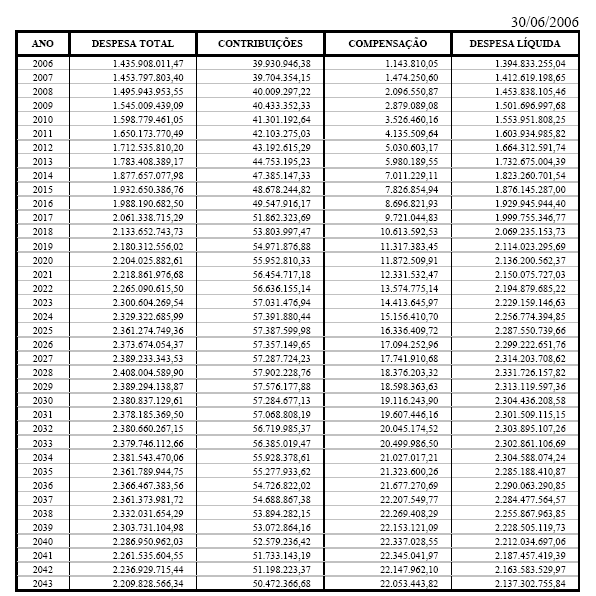 30/06/2006
ANO DESPESA TOTAL CONTRIBUIÇÕES COMPENSAÇÃO DESPESA LÍQUIDA
2006 1.435.908.011,47 39.930.946,38 1.143.810,05 1.394.833.255,04
2007 1.453.797.803,40 39.704.354,15 1.474.250,60 1.412.619.198,65
2008 1.495.943.953,55 40.009.297,22 2.096.550,87 1.453.838.105,46
2009 1.545.009.439,09 40.433.352,33 2.879.089,08 1.501.696.997,68
2010 1.598.779.461,05 41.301.192,64 3.526.460,16 1.553.951.808,25
2011 1.650.173.770,49 42.103.275,03 4.135.509,64 1.603.934.985,82
2012 1.712.535.810,20 43.192.615,29 5.030.603,17 1.664.312.591,74
2013 1.783.408.389,17 44.753.195,23 5.980.189,55 1.732.675.004,39
2014 1.877.657.077,98 47.385.147,33 7.011.229,11 1.823.260.701,54
2015 1.932.650.386,76 48.678.244,82 7.826.854,94 1.876.145.287,00
2016 1.988.190.682,50 49.547.916,17 8.696.821,93 1.929.945.944,40
2017 2.061.338.715,29 51.862.323,69 9.721.044,83 1.999.755.346,77
2018 2.133.652.743,73 53.803.997,47 10.613.592,53 2.069.235.153,73
2019 2.180.312.556,02 54.971.876,88 11.317.383,45 2.114.023.295,69
2020 2.204.025.882,61 55.952.810,33 11.872.509,91 2.136.200.562,37
2021 2.218.861.976,68 56.454.717,18 12.331.532,47 2.150.075.727,03
2022 2.265.090.615,50 56.636.155,14 13.574.775,14 2.194.879.685,22
2023 2.300.604.269,54 57.031.476,94 14.413.645,97 2.229.159.146,63
2024 2.329.322.685,99 57.391.880,44 15.156.410,70 2.256.774.394,85
2025 2.361.274.749,36 57.387.599,98 16.336.409,72 2.287.550.739,66
2026 2.373.674.054,37 57.357.149,65 17.094.252,96 2.299.222.651,76
2027 2.389.233.343,53 57.287.724,23 17.741.910,68 2.314.203.708,62
2028 2.408.004.589,90 57.902.228,76 18.376.203,32 2.331.726.157,82
2029 2.389.294.138,87 57.576.177,88 18.598.363,63 2.313.119.597,36
2030 2.380.837.129,61 57.284.677,13 19.116.243,90 2.304.436.208,58
2031 2.378.185.369,50 57.068.808,19 19.607.446,16 2.301.509.115,15
2032 2.380.660.267,15 56.719.985,37 20.045.174,52 2.303.895.107,26
2033 2.379.746.112,66 56.385.019,47 20.499.986,50 2.302.861.106,69
2034 2.381.543.470,06 55.928.378,61 21.027.017,21 2.304.588.074,24
2035 2.361.789.944,75 55.277.933,62 21.323.600,26 2.285.188.410,87
2036 2.366.467.383,56 54.726.822,02 21.677.270,69 2.290.063.290,85
2037 2.361.373.981,72 54.688.867,38 22.207.549,77 2.284.477.564,57
2038 2.332.031.654,29 53.894.282,15 22.269.408,29 2.255.867.963,85
2039 2.303.731.104,98 53.072.864,16 22.153.121,09 2.228.505.119,73
2040 2.286.950.962,03 52.579.236,42 22.337.028,55 2.212.034.697,06
2041 2.261.535.604,55 51.733.143,19 22.345.041,97 2.187.457.419,39
2042 2.236.929.715,44 51.198.223,37 22.147.962,10 2.163.583.529,97
2043 2.209.828.566,34 50.472.366,68 22.053.443,82 2.137.302.755,84